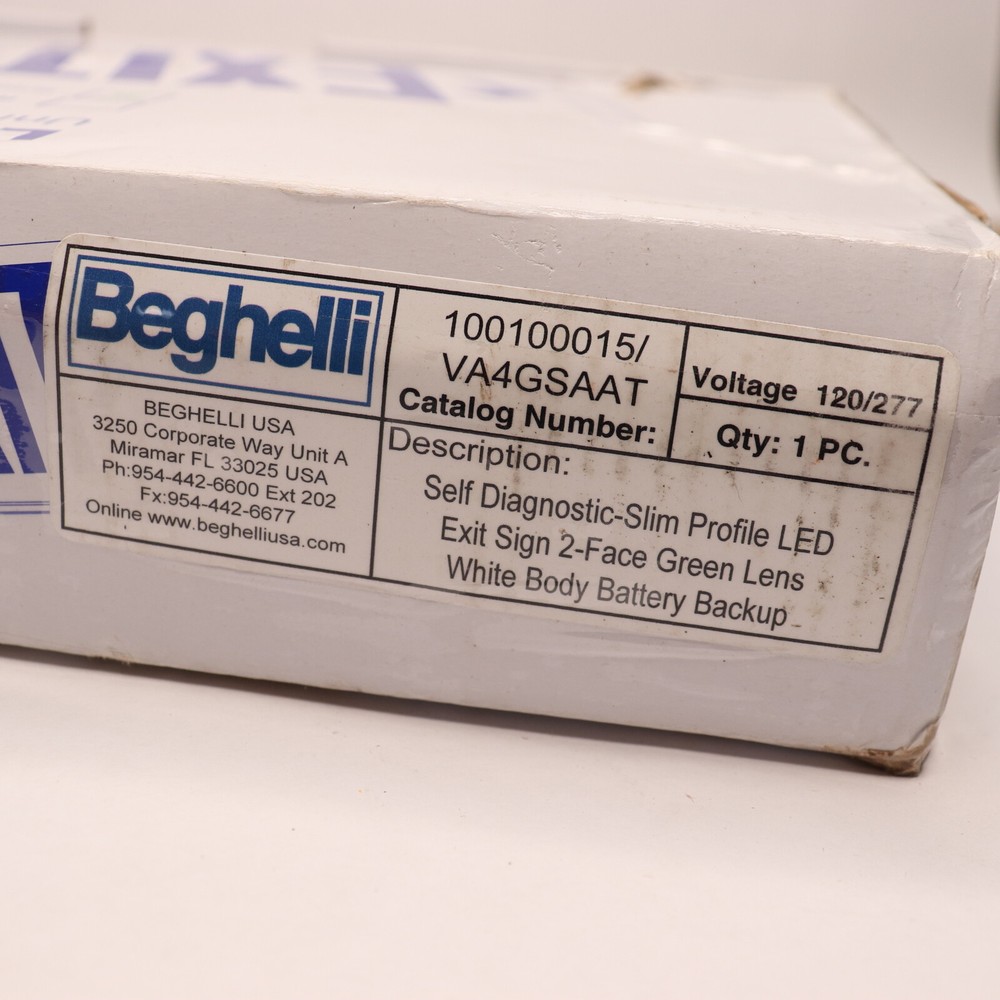 EXIT
Beghelli
BEGHELLI USA
3250 Corporate Way Unit A
Miramar FL 33025 USA
Ph:954-442-6600 Ext 202
Fx:954-442-6677
Online www.beghelliusa.com
100100015/
VA4GSAAT
Catalog Number:
Voltage 120/277
Qty: 1 PC.
Description:
Self Diagnostic-Slim Profile LED
Exit Sign 2-Face Green Lens
White Body Battery Backup